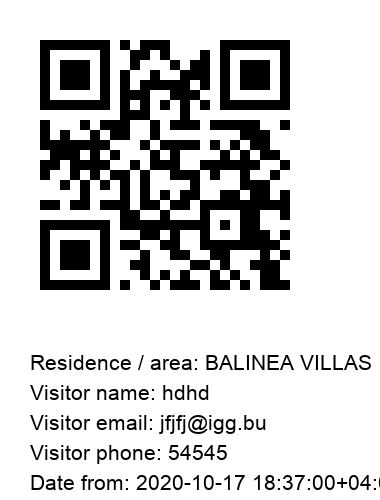 Residence / area: BALINEA VILLAS
Visitor name: hdhd
Visitor email: jfjfj@igg.bu
Visitor phone: 54545
Date from: 2020-10-17 18:37:00+04: